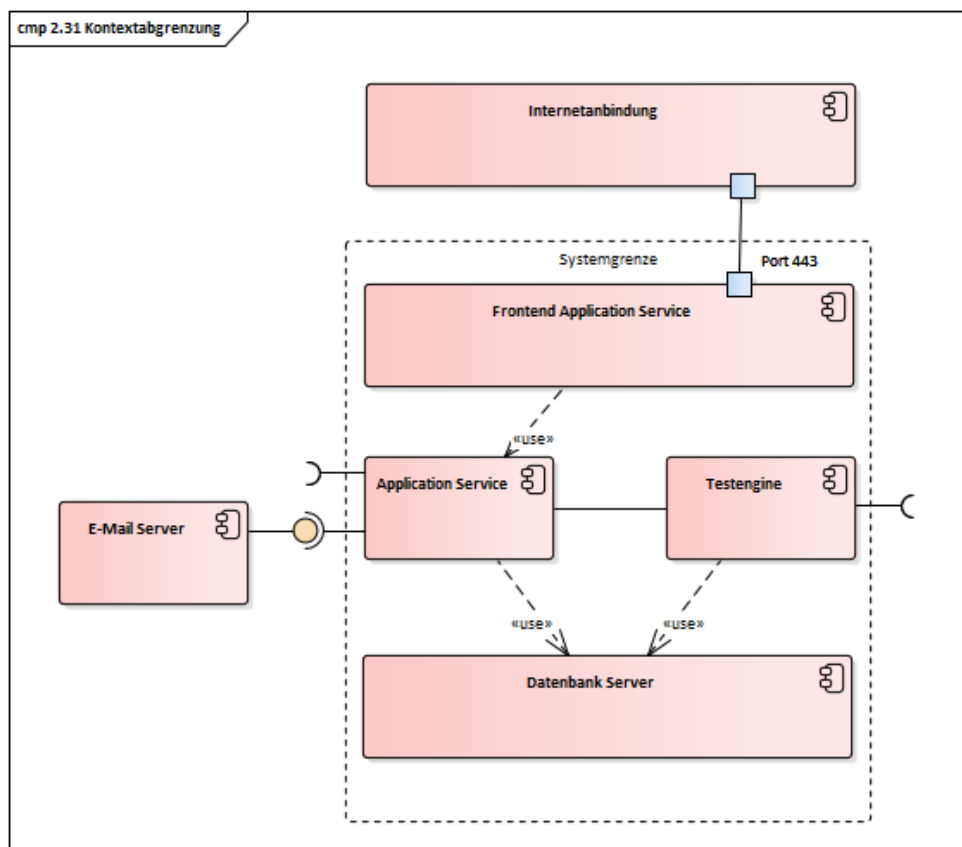 cmp 2.31 Kontextabgrenzung
Internetanbindung
Systemgrenze
Port 443
Frontend Application Service
«use»
Application Service
Testengine
E-Mail Server
«use»
«use»
Datenbank Server